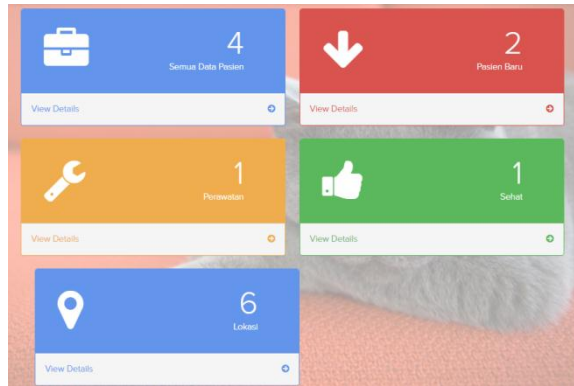 4
Semua Data Pasien
View Details
2
Pasien Baru
View Details
1
Perawatan
View Details
1
Sehat
View Details
6
Lokasi
View Details